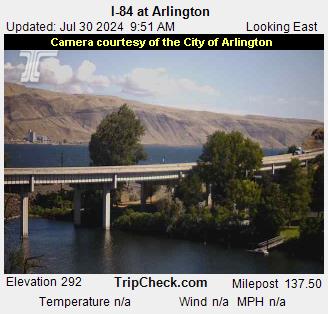 I-84 at Arlington
Updated: Jul 30 2024 9:51 AM Looking East
Camera courtesy of the City of Arlington
Elevation 292 TripCheck.com Milepost 137.50
Temperature n/a Wind n/a MPH n/a